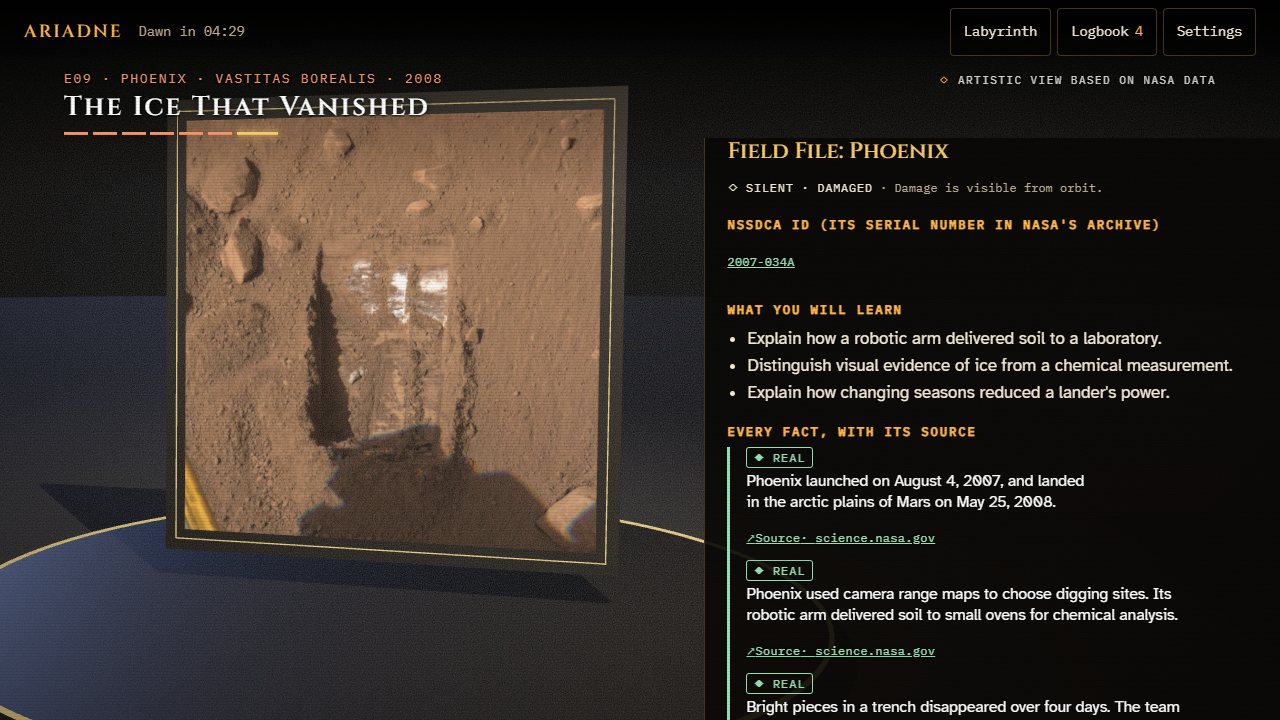 ARIADNE Dawn in 04:29 Labyrinth Logbook 4 Settings
E09 · PHOENIX · VASTITAS BOREALIS · 2008
◇ ARTISTIC VIEW BASED ON NASA DATA
The Ice That Vanished
Field File: Phoenix
◇ SILENT · DAMAGED · Damage is visible from orbit.
NSSDCA ID (ITS SERIAL NUMBER IN NASA'S ARCHIVE)
2007-034A
WHAT YOU WILL LEARN
• Explain how a robotic arm delivered soil to a laboratory.
• Distinguish visual evidence of ice from a chemical measurement.
• Explain how changing seasons reduced a lander's power.
EVERY FACT, WITH ITS SOURCE
◆ REAL
Phoenix launched on August 4, 2007, and landed
in the arctic plains of Mars on May 25, 2008.
↗Source· science.nasa.gov
◆ REAL
Phoenix used camera range maps to choose digging sites. Its
robotic arm delivered soil to small ovens for chemical analysis.
↗Source· science.nasa.gov
◆ REAL
Bright pieces in a trench disappeared over four days. The team